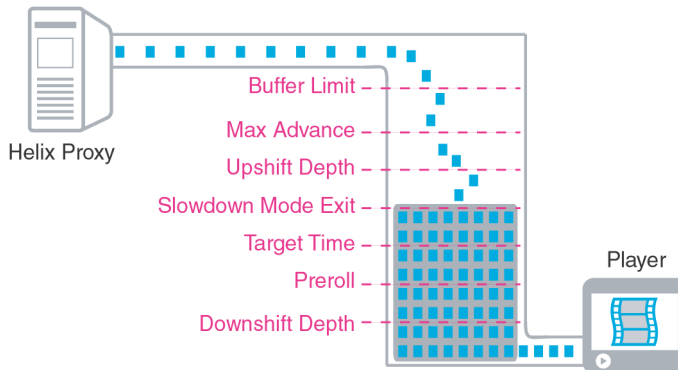 Buffer Limit
Max Advance
Helix Proxy
Upshift Depth
Slowdown Mode Exit
Target Time
Player
Preroll
Downshift Depth